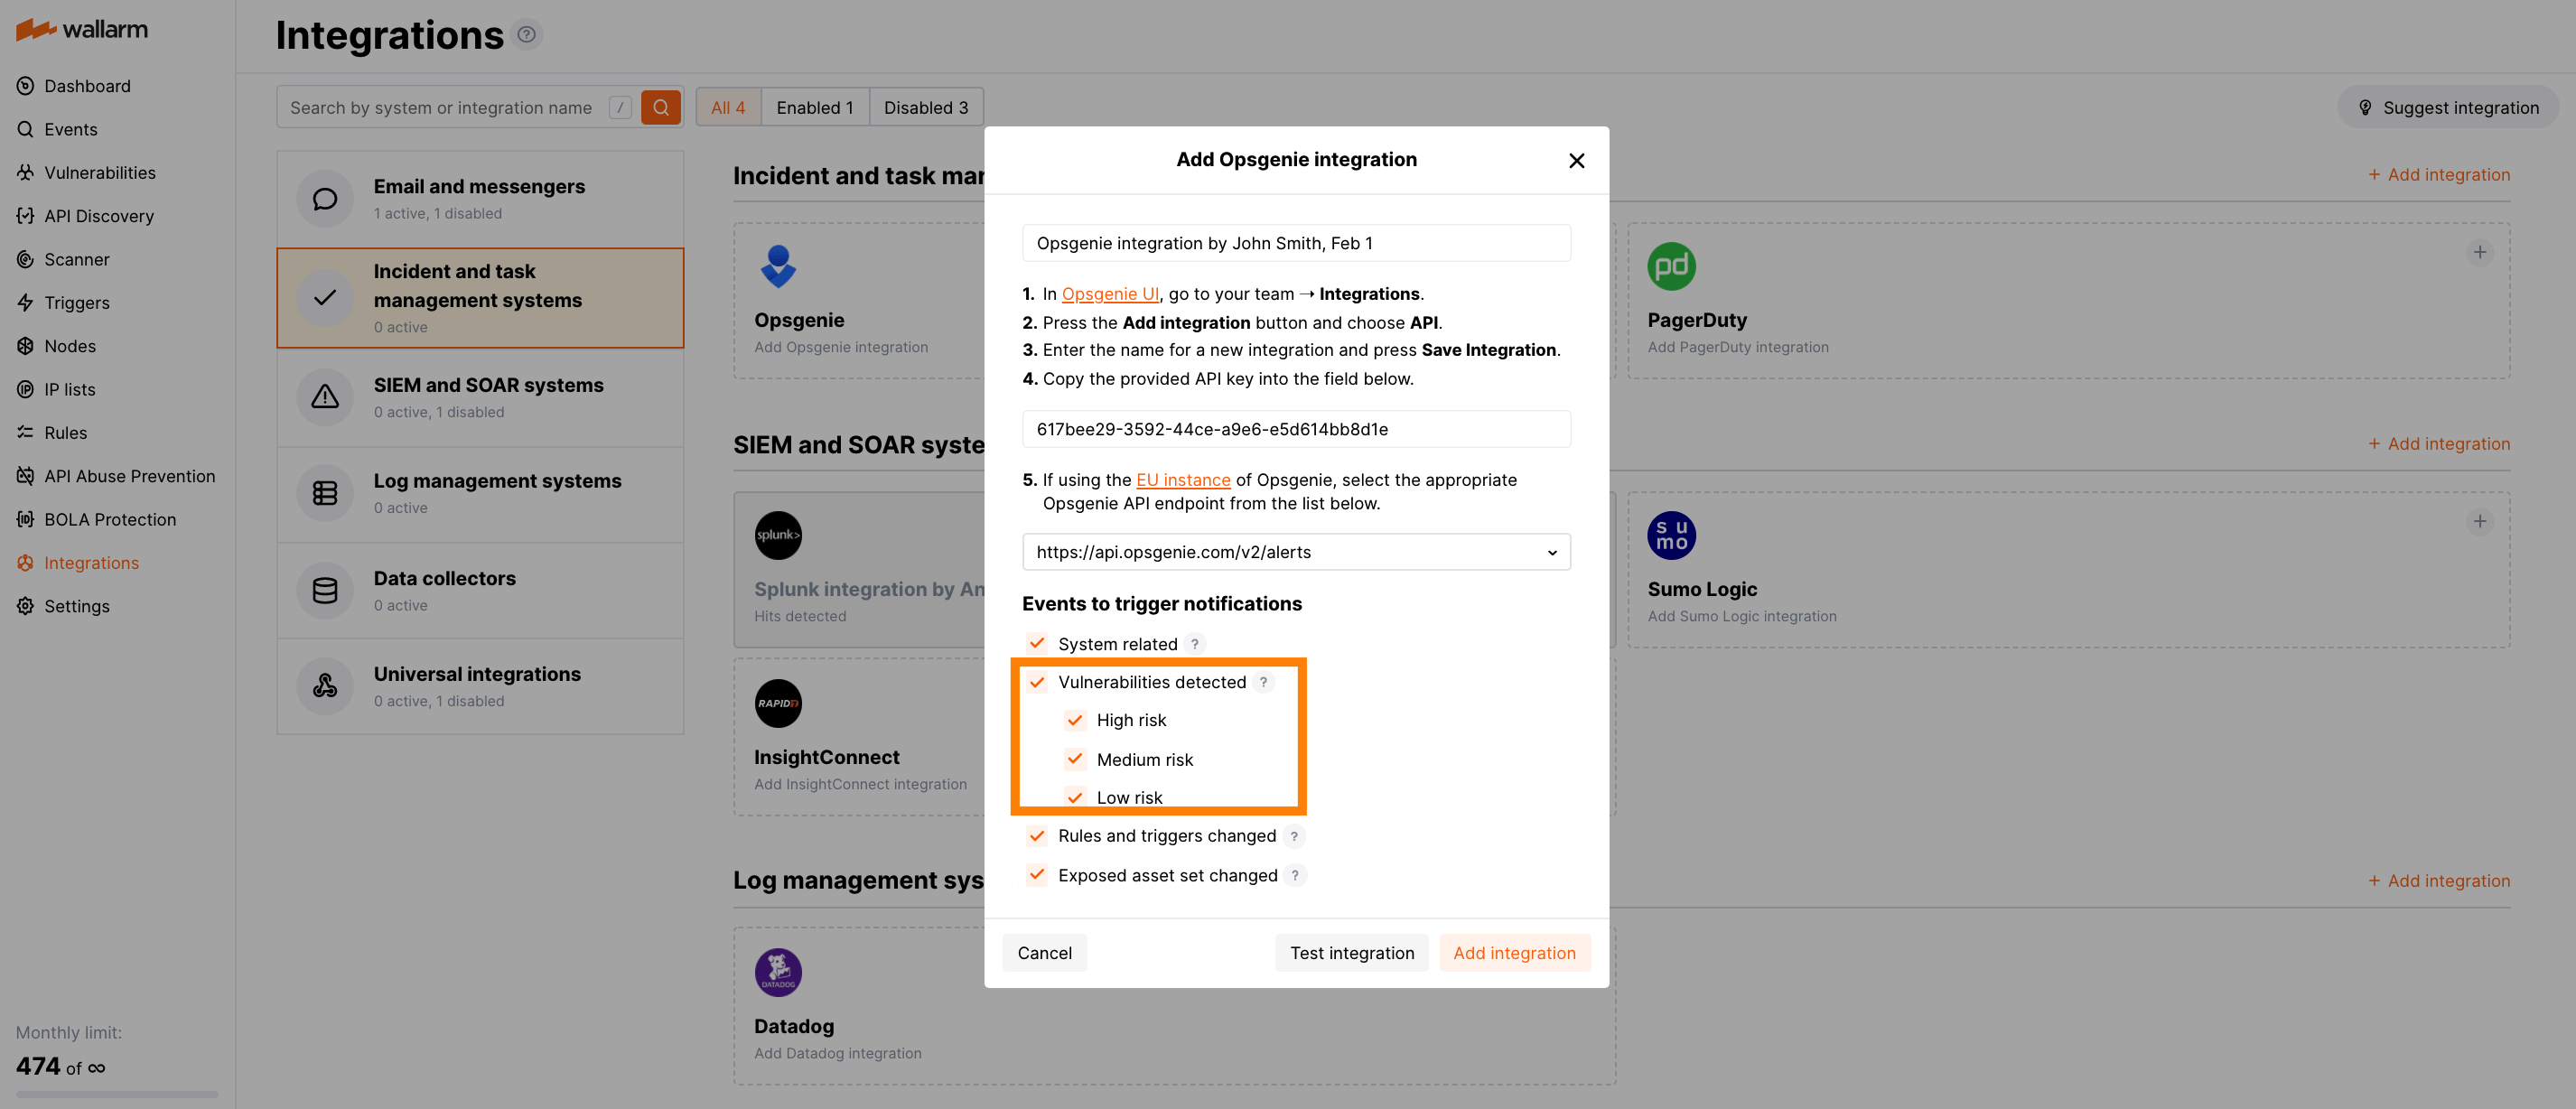 wallarm
Dashboard
Events
Vulnerabilities
API Discovery
Scanner
Triggers
Nodes
IP lists
Rules
API Abuse Prevention
BOLA Protection
Integrations
Settings
Monthly limit:
474 of ∞
Integrations ?
Search by system or integration name /
All 4 Enabled 1 Disabled 3
Suggest integration
Email and messengers
1 active, 1 disabled
Incident and task
management systems
0 active
SIEM and SOAR systems
0 active, 1 disabled
Log management systems
0 active
Data collectors
0 active
Universal integrations
0 active, 1 disabled
Incident and task mar
+ Add integration
Opsgenie
Add Opsgenie integration
pd
PagerDuty
Add PagerDuty integration
SIEM and SOAR syste
+ Add integration
splunk>
Splunk integration by An
Hits detected
su
mo
Sumo Logic
Add Sumo Logic integration
RAPID7
InsightConnect
Add InsightConnect integration
Log management sys
+ Add integration
DATADOG
Datadog
Add Datadog integration
Add Opsgenie integration
Opsgenie integration by John Smith, Feb 1
1. In Opsgenie UI, go to your team → Integrations.
2. Press the Add integration button and choose API.
3. Enter the name for a new integration and press Save Integration.
4. Copy the provided API key into the field below.
617bee29-3592-44ce-a9e6-e5d614bb8d1e
5. If using the EU instance of Opsgenie, select the appropriate
Opsgenie API endpoint from the list below.
https://api.opsgenie.com/v2/alerts
Events to trigger notifications
System related ?
Vulnerabilities detected ?
High risk
Medium risk
Low risk
Rules and triggers changed ?
Exposed asset set changed ?
Cancel
Test integration
Add integration